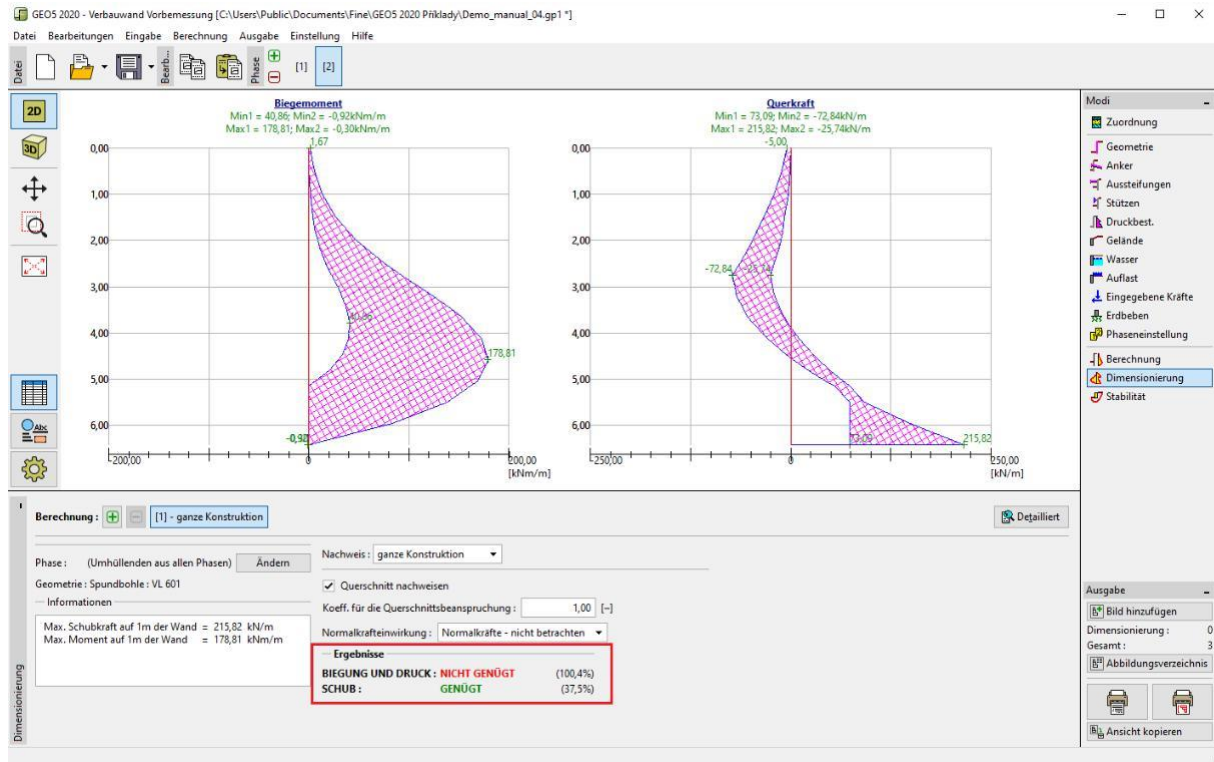 GEO5 2020 - Verbauwand Vorbemessung [C:\Users\Public\Documents\Fine\GEO5 2020 Příklady\Demo_manual_04.gp1 *]
Datei Bearbeitungen Eingabe Berechnung Ausgabe Einstellung Hilfe
Datei
Bearb...
Phase
[1] [2]
2D
3D
Abc
Biegemoment
Min1 = 40,86; Min2 = -0,92kNm/m
Max1 = 178,81; Max2 = -0,30kNm/m
1,67
0,00
1,00
2,00
3,00
4,00
5,00
6,00
40,86
178,81
-0,92
-200,00 0 200,00
[kNm/m]
Querkraft
Min1 = 73,09; Min2 = -72,84kN/m
Max1 = 215,82; Max2 = -25,74kN/m
-5,00
0,00
1,00
2,00
3,00
4,00
5,00
6,00
-72,84
-25,74
73,09
215,82
-250,00 0 250,00
[kN/m]
Modi
Zuordnung
Geometrie
Anker
Aussteifungen
Stützen
Druckbest.
Gelände
Wasser
Auflast
Eingegebene Kräfte
Erdbeben
Phaseneinstellung
Berechnung
Dimensionierung
Stabilität
Dimensionierung
Berechnung : [1] - ganze Konstruktion
Detailliert
Phase : (Umhüllenden aus allen Phasen) Ändern
Geometrie : Spundbohle : VL 601
Informationen
Max. Schubkraft auf 1m der Wand = 215,82 kN/m
Max. Moment auf 1m der Wand = 178,81 kNm/m
Nachweis : ganze Konstruktion
Querschnitt nachweisen
Koeff. für die Querschnittsbeanspruchung : 1,00 [–]
Normalkrafteinwirkung : Normalkräfte - nicht betrachten
Ergebnisse
BIEGUNG UND DRUCK : NICHT GENÜGT (100,4%)
SCHUB : GENÜGT (37,5%)
Ausgabe
Bild hinzufügen
Dimensionierung : 0
Gesamt : 3
Abbildungsverzeichnis
Ansicht kopieren